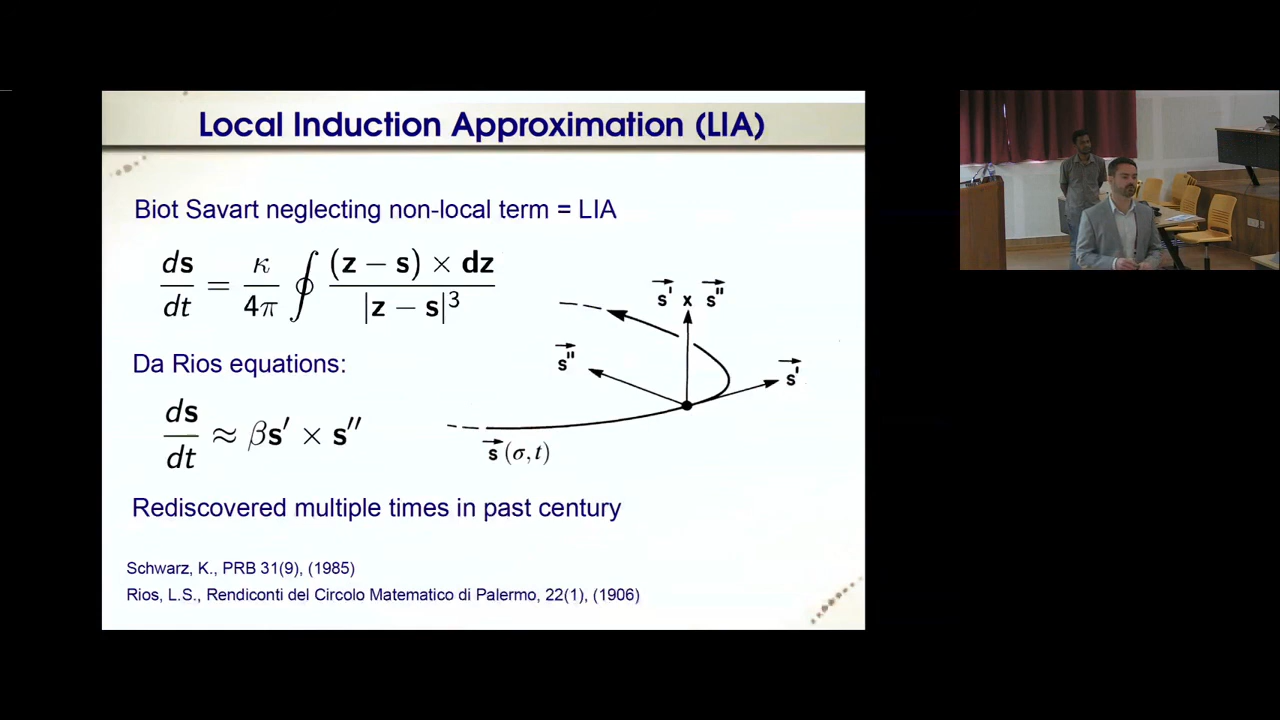 Local Induction Approximation (LIA)
Biot Savart neglecting non-local term = LIA
ds/dt = κ/4π ∮ (z − s) × dz / |z − s|³
Da Rios equations:
ds/dt ≈ βs′ × s″
s′ x s″
s″
s′
s (σ, t)
Rediscovered multiple times in past century
Schwarz, K., PRB 31(9), (1985)
Rios, L.S., Rendiconti del Circolo Matematico di Palermo, 22(1), (1906)